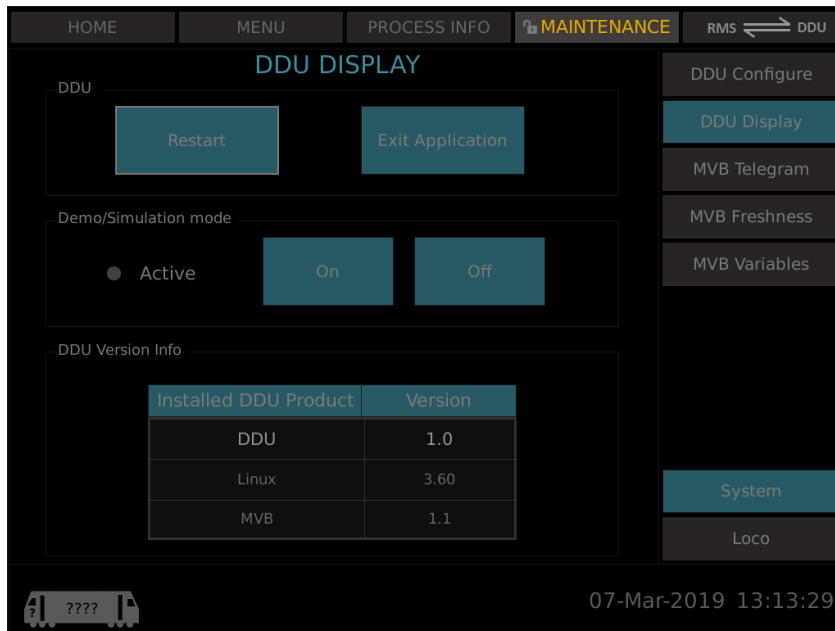 HOME MENU PROCESS INFO MAINTENANCE RMS DDU
DDU DISPLAY
DDU
Restart Exit Application
Demo/Simulation mode
Active On Off
DDU Version Info
Installed DDU Product Version
DDU 1.0
Linux 3.60
MVB 1.1
DDU Configure
DDU Display
MVB Telegram
MVB Freshness
MVB Variables
System
Loco
? ????
07-Mar-2019 13:13:29